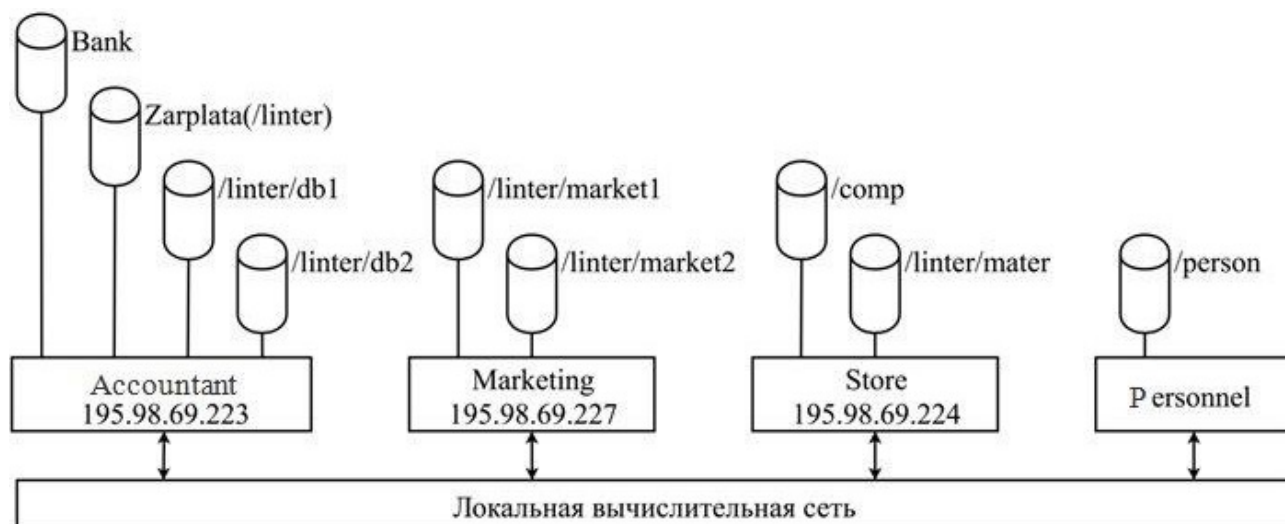 Bank
Zarplata(/linter)
/linter/db1
/linter/db2
/linter/market1
/linter/market2
/comp
/linter/mater
/person
Accountant
195.98.69.223
Marketing
195.98.69.227
Store
195.98.69.224
Personnel
Локальная вычислительная сеть